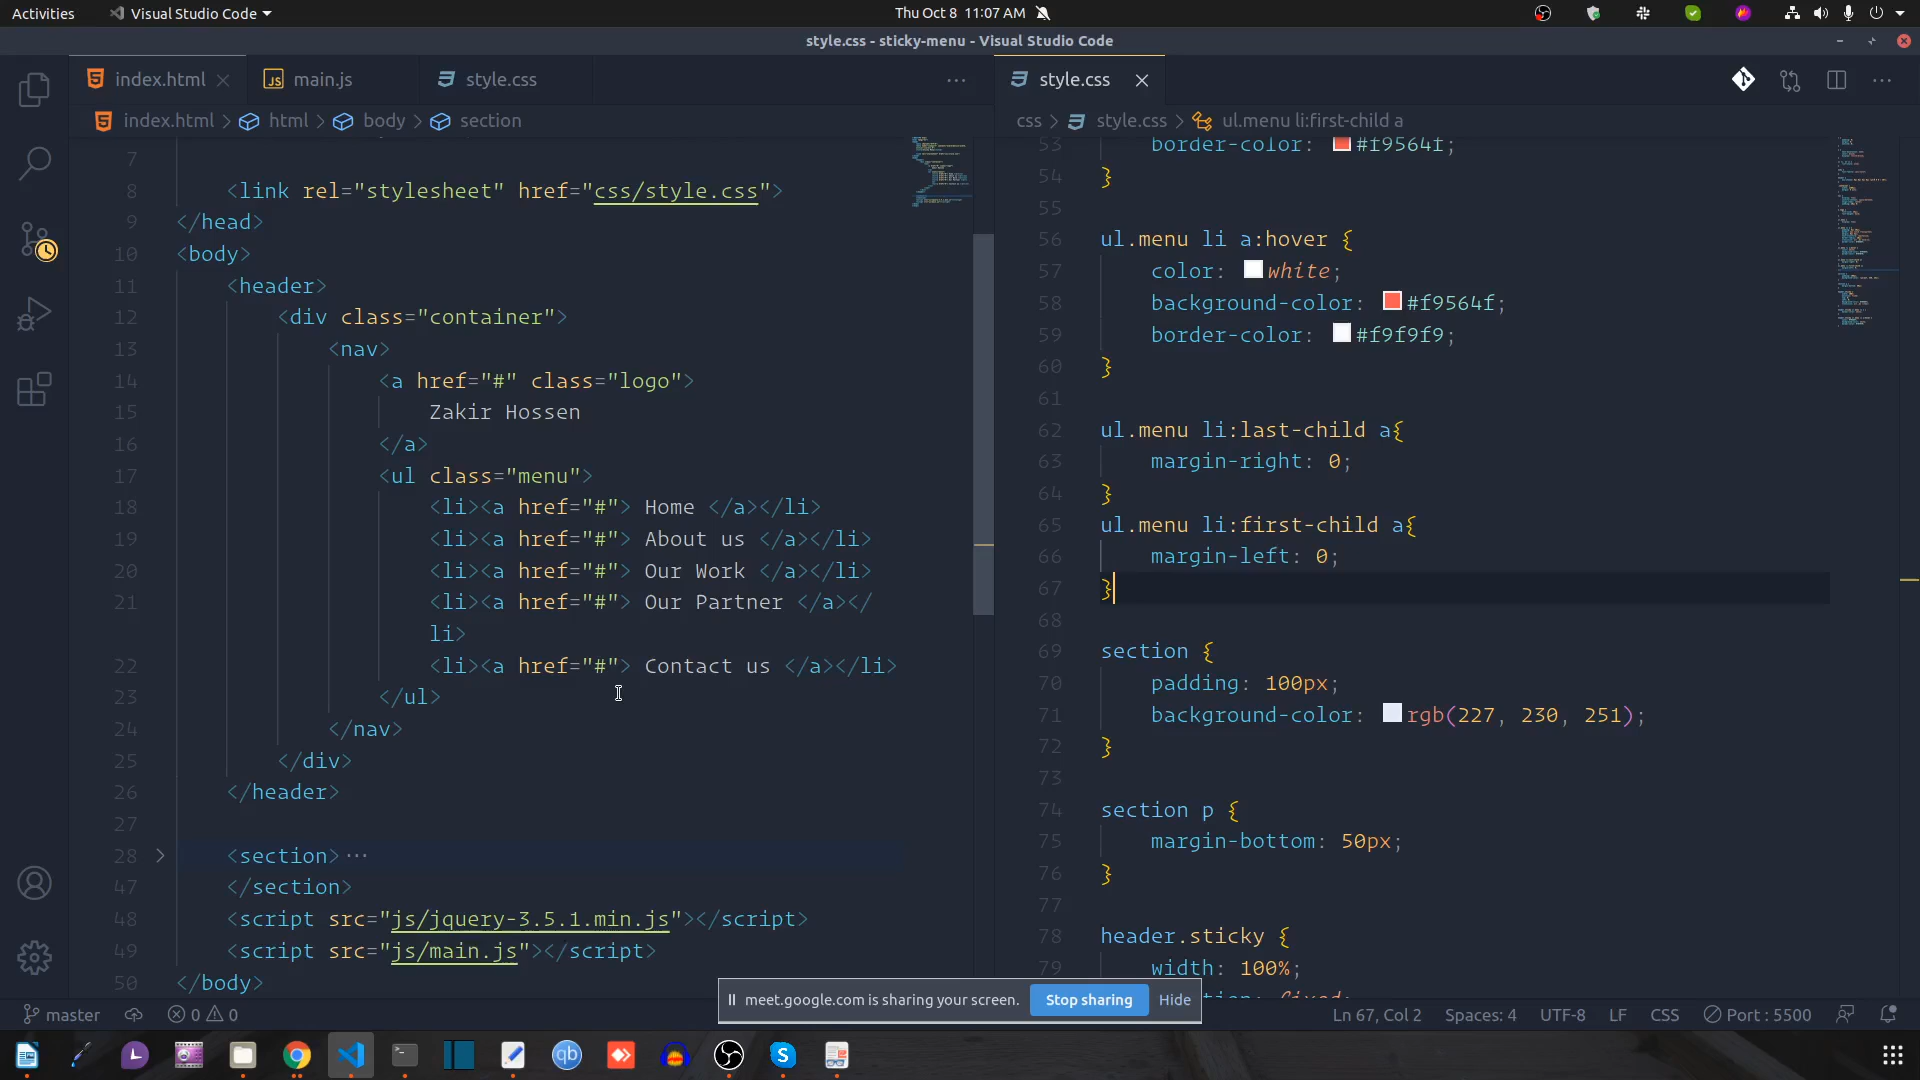 Activities
Visual Studio Code
Thu Oct 8 11:07 AM
style.css - sticky-menu - Visual Studio Code
index.html
main.js
style.css
index.html > html > body > section
7
8 <link rel="stylesheet" href="css/style.css">
9 </head>
10 <body>
11 <header>
12 <div class="container">
13 <nav>
14 <a href="#" class="logo">
15 Zakir Hossen
16 </a>
17 <ul class="menu">
18 <li><a href="#"> Home </a></li>
19 <li><a href="#"> About us </a></li>
20 <li><a href="#"> Our Work </a></li>
21 <li><a href="#"> Our Partner </a></
li>
22 <li><a href="#"> Contact us </a></li>
23 </ul>
24 </nav>
25 </div>
26 </header>
27
28 <section>···
47 </section>
48 <script src="js/jquery-3.5.1.min.js"></script>
49 <script src="js/main.js"></script>
50 </body>
style.css
css > style.css > ul.menu li:first-child a
53 border-color: #f9564f;
54 }
55
56 ul.menu li a:hover {
57 color: white;
58 background-color: #f9564f;
59 border-color: #f9f9f9;
60 }
61
62 ul.menu li:last-child a{
63 margin-right: 0;
64 }
65 ul.menu li:first-child a{
66 margin-left: 0;
67 }
68
69 section {
70 padding: 100px;
71 background-color: rgb(227, 230, 251);
72 }
73
74 section p {
75 margin-bottom: 50px;
76 }
77
78 header.sticky {
79 width: 100%;
meet.google.com is sharing your screen.
Stop sharing
Hide
master
0
0
Ln 67, Col 2
Spaces: 4
UTF-8
LF
CSS
Port : 5500
qb